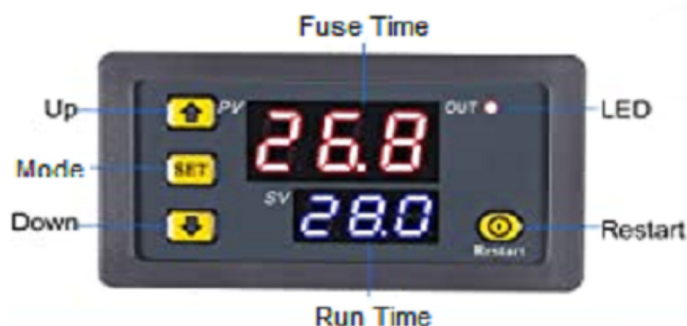 Fuse Time
Up
PV
26.8
OUT
LED
Mode
SET
SV
28.0
Down
Restart
Restart
Run Time